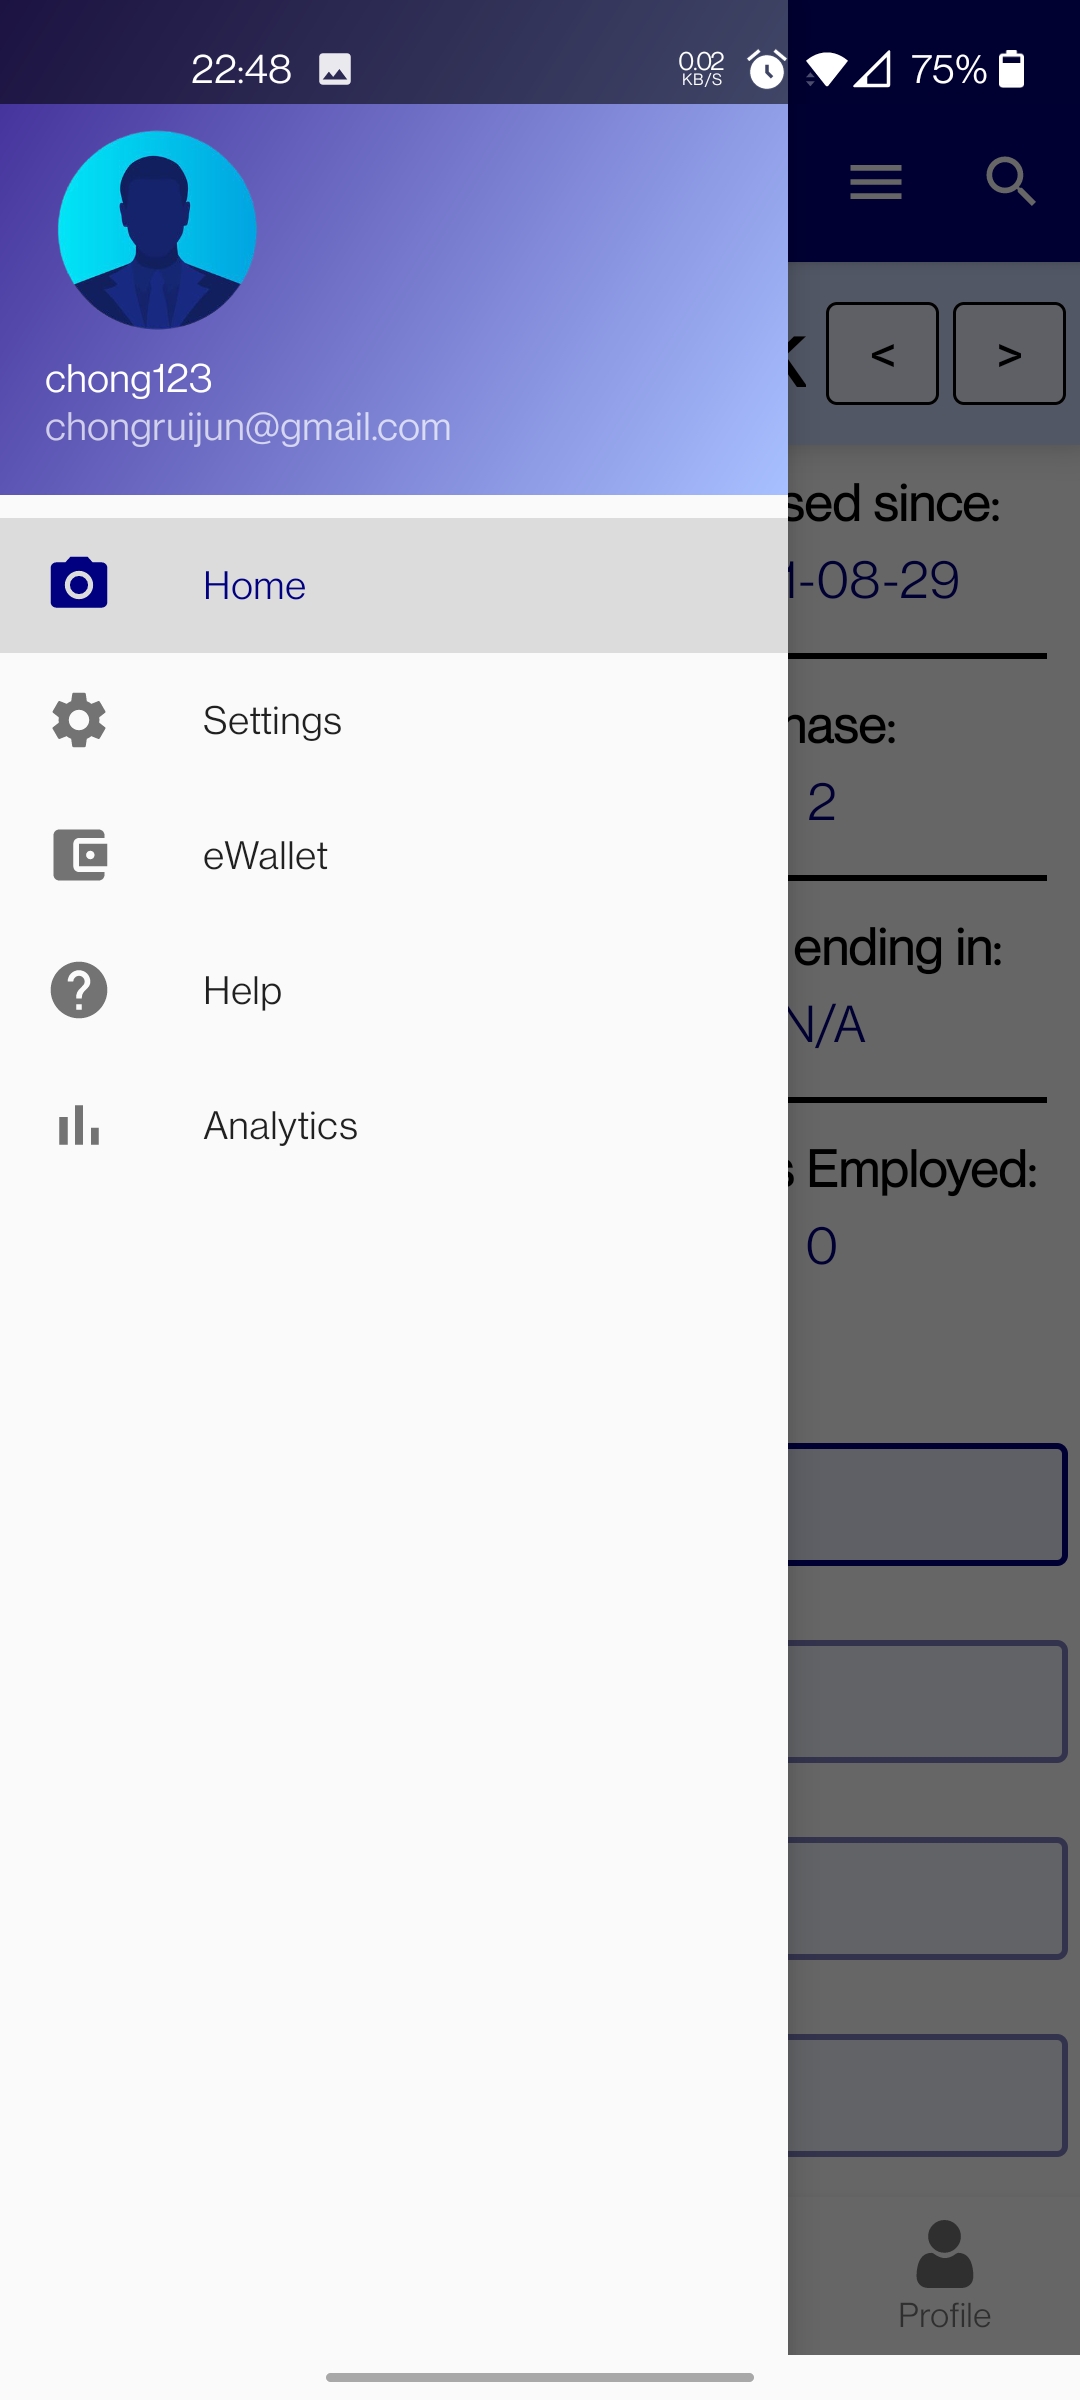 22:48
0.02
KB/S
75%
chong123
chongruijun@gmail.com
Home
Settings
eWallet
Help
Analytics
< >
sed since:
1-08-29
hase:
2
ending in:
N/A
s Employed:
0
Profile